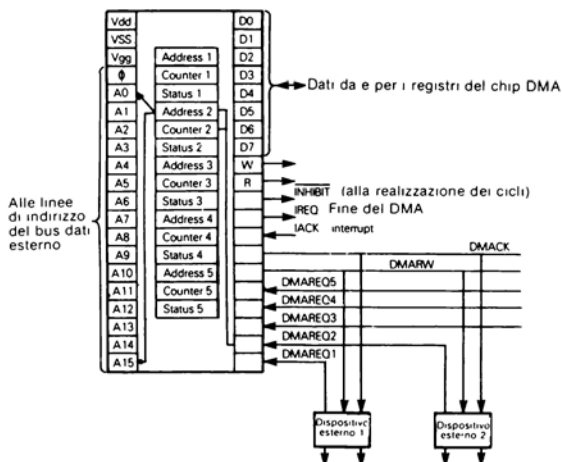 Vdd
VSS
Vgg
ϕ
A0
A1
A2
A3
A4
A5
A6
A7
A8
A9
A10
A11
A12
A13
A14
A15
Address 1
Counter 1
Status 1
Address 2
Counter 2
Status 2
Address 3
Counter 3
Status 3
Address 4
Counter 4
Status 4
Address 5
Counter 5
Status 5
D0
D1
D2
D3
D4
D5
D6
D7
W
R
Dati da e per i registri del chip DMA
INHIBIT (alla realizzazione dei cicli)
IREQ Fine del DMA
IACK interrupt
DMACK
DMARW
DMAREQ5
DMAREQ4
DMAREQ3
DMAREQ2
DMAREQ1
Alle linee
di indirizzo
del bus dati
esterno
Dispositivo
esterno 1
Dispositivo
esterno 2